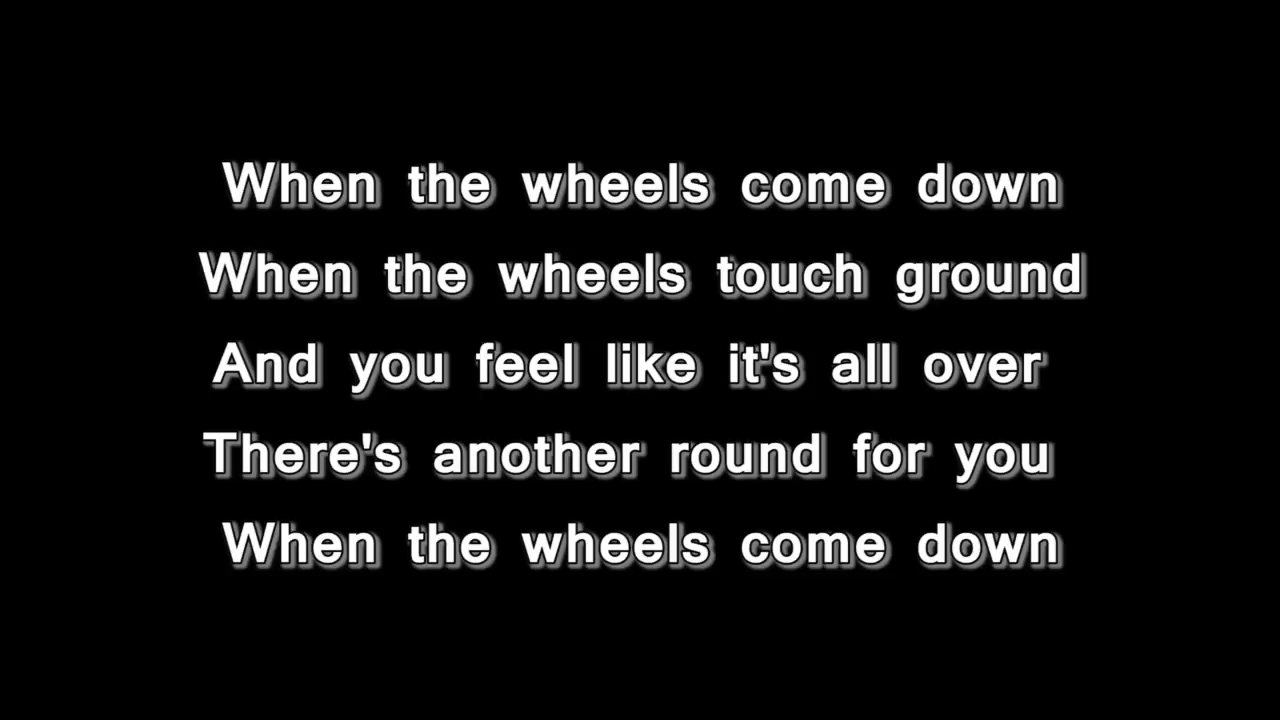 When the wheels come down
When the wheels touch ground
And you feel like it's all over
There's another round for you
When the wheels come down